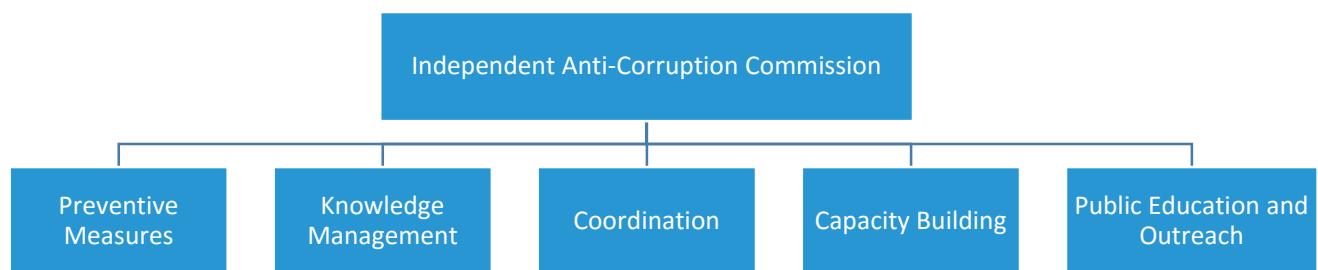 Independent Anti-Corruption Commission
Preventive
Measures
Knowledge
Management
Coordination
Capacity Building
Public Education and
Outreach